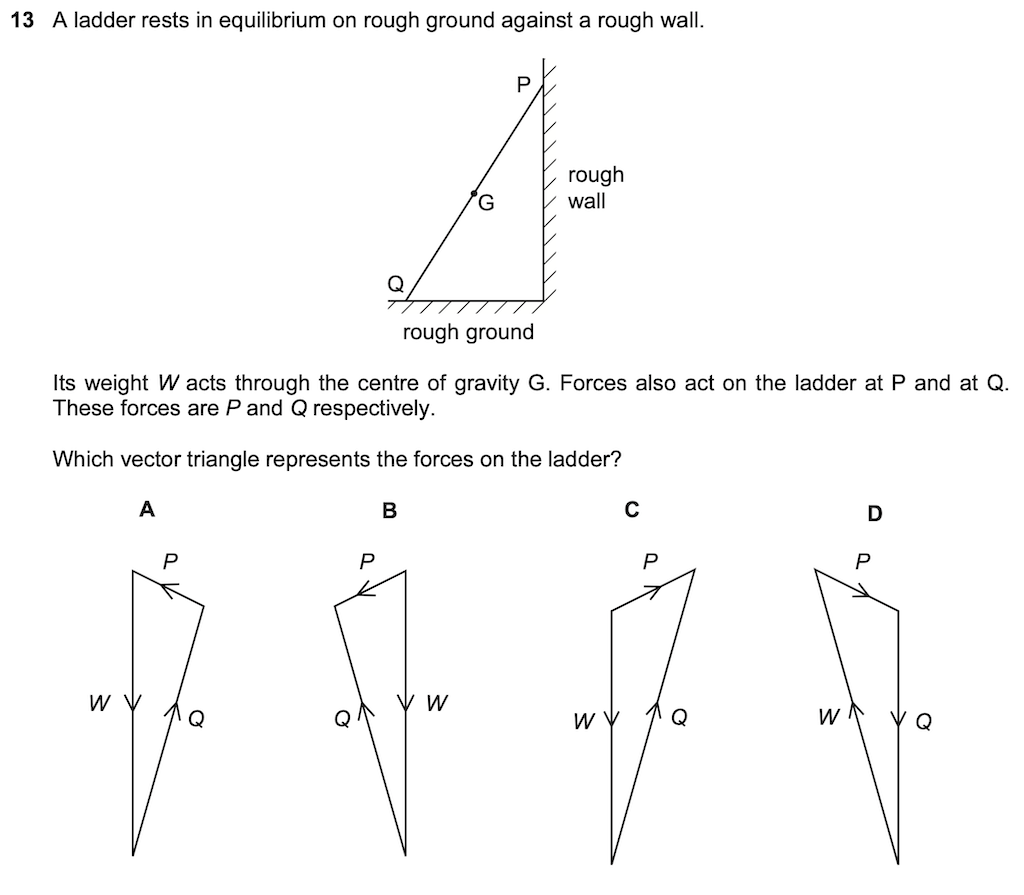 13 A ladder rests in equilibrium on rough ground against a rough wall.
P
rough
wall
G
Q
rough ground
Its weight W acts through the centre of gravity G. Forces also act on the ladder at P and at Q.
These forces are P and Q respectively.
Which vector triangle represents the forces on the ladder?
A B C D
P P P P
W Q Q W W Q W Q